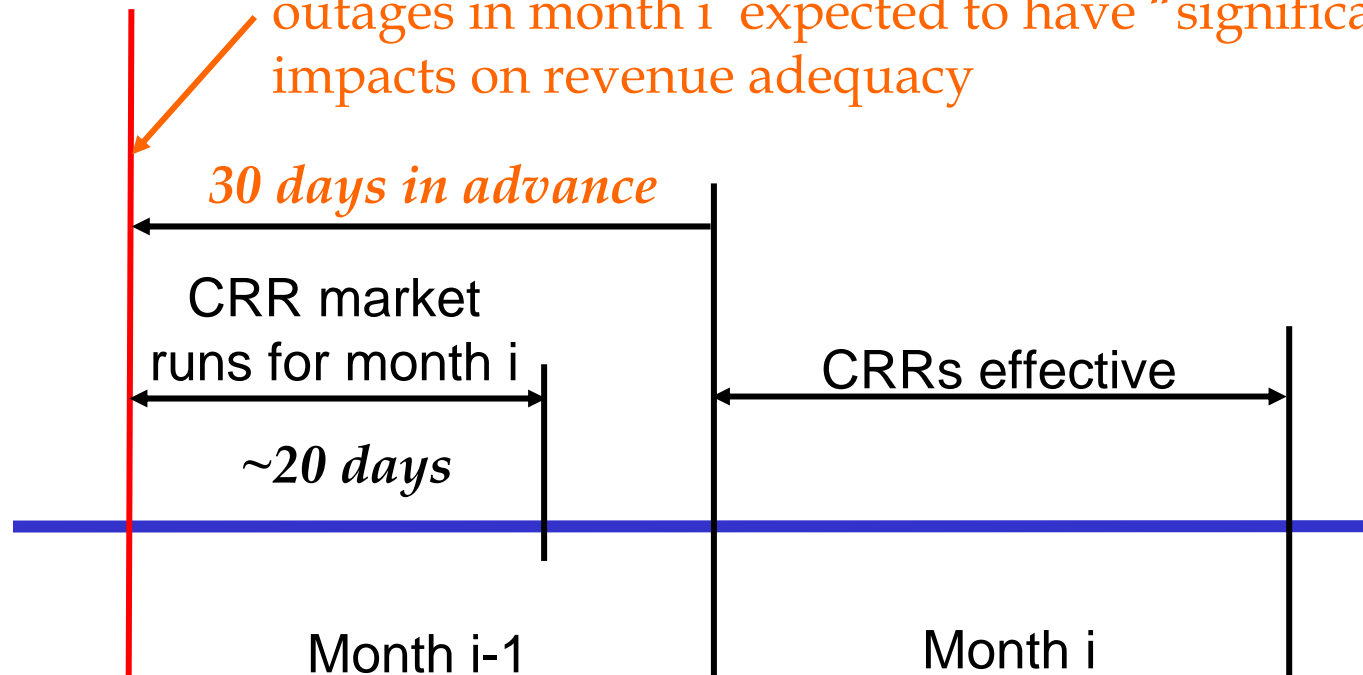 outages in month i expected to have "significa
impacts on revenue adequacy
30 days in advance
CRR market
runs for month i
CRRs effective
~20 days
Month i-1
Month i